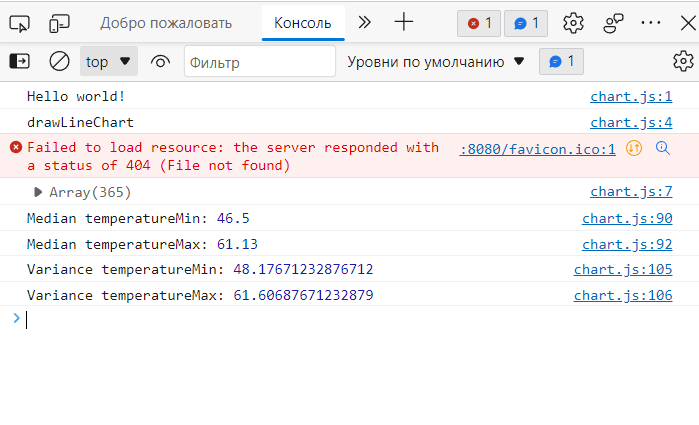 Добро пожаловать
Консоль
1
1
top
Фильтр
Уровни по умолчанию
1
Hello world!
chart.js:1
drawLineChart
chart.js:4
Failed to load resource: the server responded with
a status of 404 (File not found)
:8080/favicon.ico:1
Array(365)
chart.js:7
Median temperatureMin: 46.5
chart.js:90
Median temperatureMax: 61.13
chart.js:92
Variance temperatureMin: 48.17671232876712
chart.js:105
Variance temperatureMax: 61.60687671232879
chart.js:106